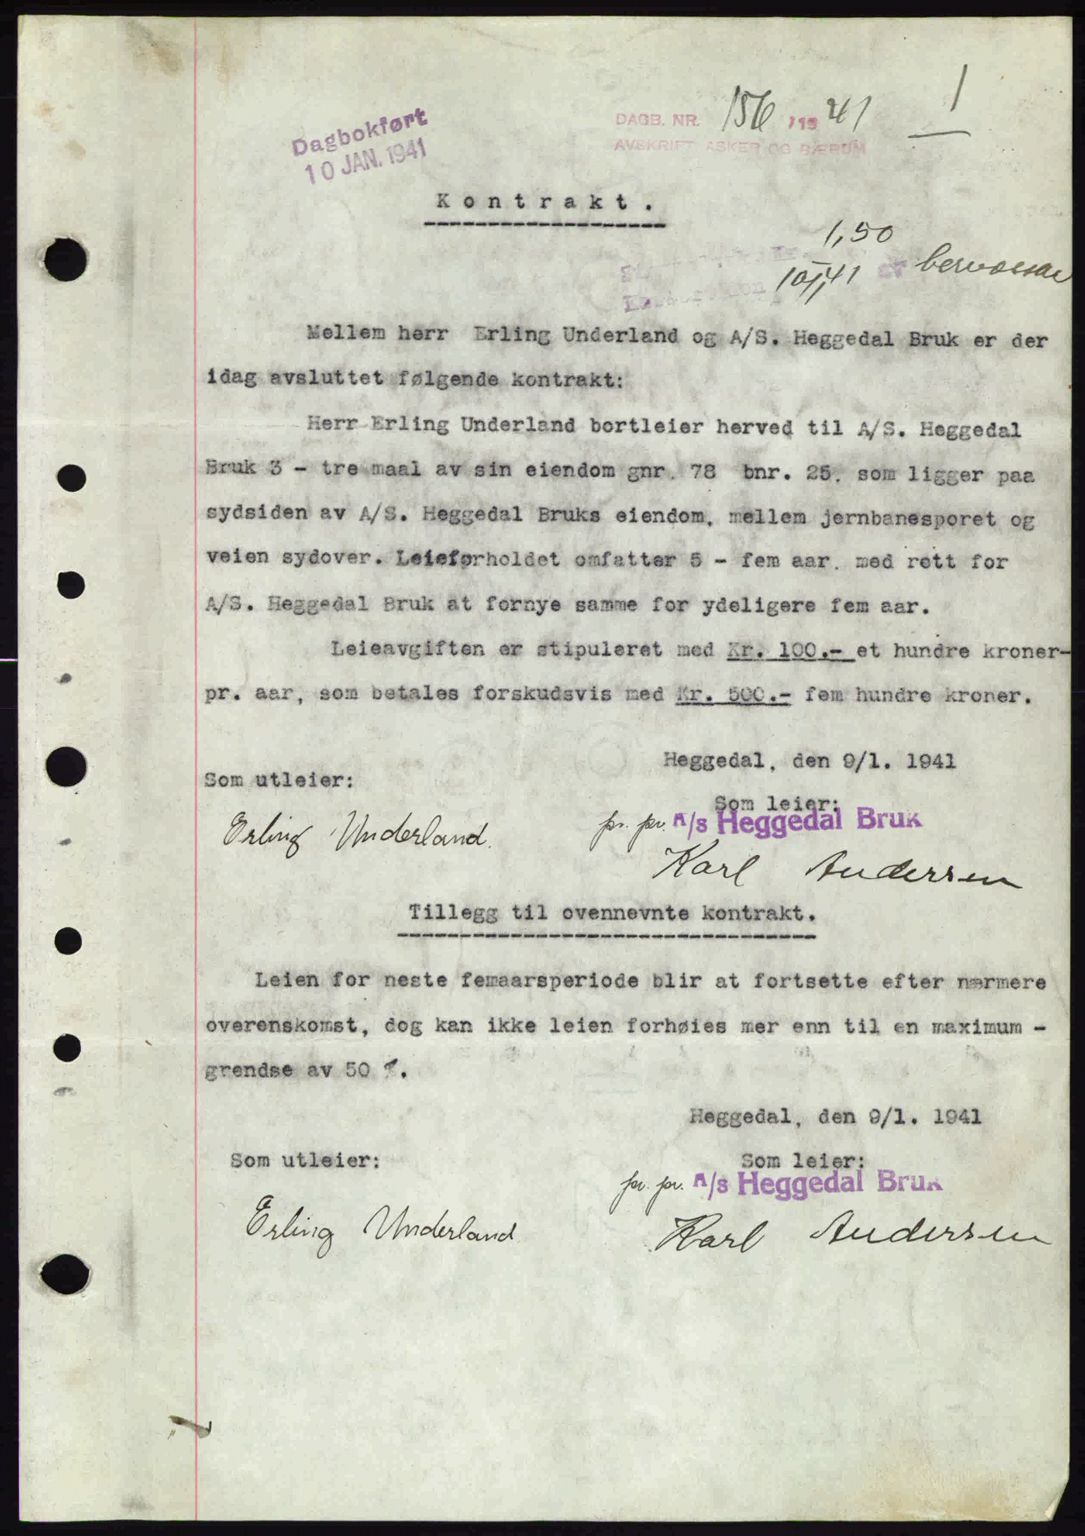 1
Dagbokført
10 JAN. 1941
DAGB. NR. 156 /19 41
AVSKRIFT ASKER OG BÆRUM
Kontrakt.
1,50
10/1,41
Mellem herr Erling Underland og A/S. Heggedal Bruk er der
idag avsluttet følgende kontrakt:
Herr Erling Underland bortleier herved til A/S. Heggedal
Bruk 3 - tre maal av sin eiendom gnr. 78 bnr. 25, som ligger paa
sydsiden av A/S. Heggedal Bruks eiendom, mellem jernbanesporet og
veien sydover. Leieforholdet omfatter 5 - fem aar, med rett for
A/S. Heggedal Bruk at fornye samme for ydeligere fem aar.
Leieavgiften er stipuleret med Kr. 100.- et hundre kroner-
pr. aar, som betales forskudsvis med Kr. 500.- fem hundre kroner.
Heggedal, den 9/1. 1941
Som utleier:
Som leier:
pr. pr. A/s Heggedal Bruk
Erling Underland.
Karl Andersen
Tillegg til ovennevnte kontrakt.
Leien for neste femaarsperiode blir at fortsette efter nærmere
overenskomst, dog kan ikke leien forhøies mer enn til en maximum -
grendse av 50 %.
Heggedal, den 9/1. 1941
Som utleier:
Som leier:
pr. pr. A/s Heggedal Bruk
Erling Underland
Karl Andersen